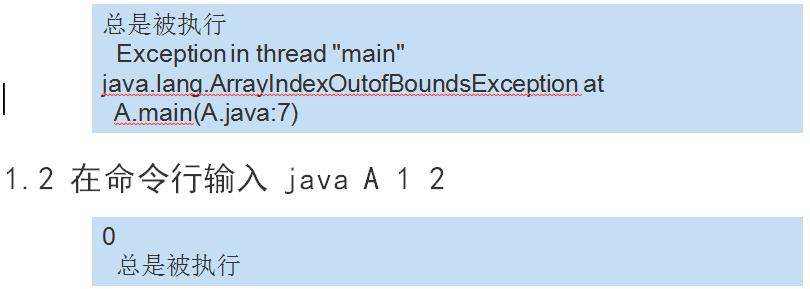 总是被执行
Exception in thread "main"
java.lang.ArrayIndexOutofBoundsException at
A.main(A.java:7)
1.2 在命令行输入 java A 1 2
0
总是被执行